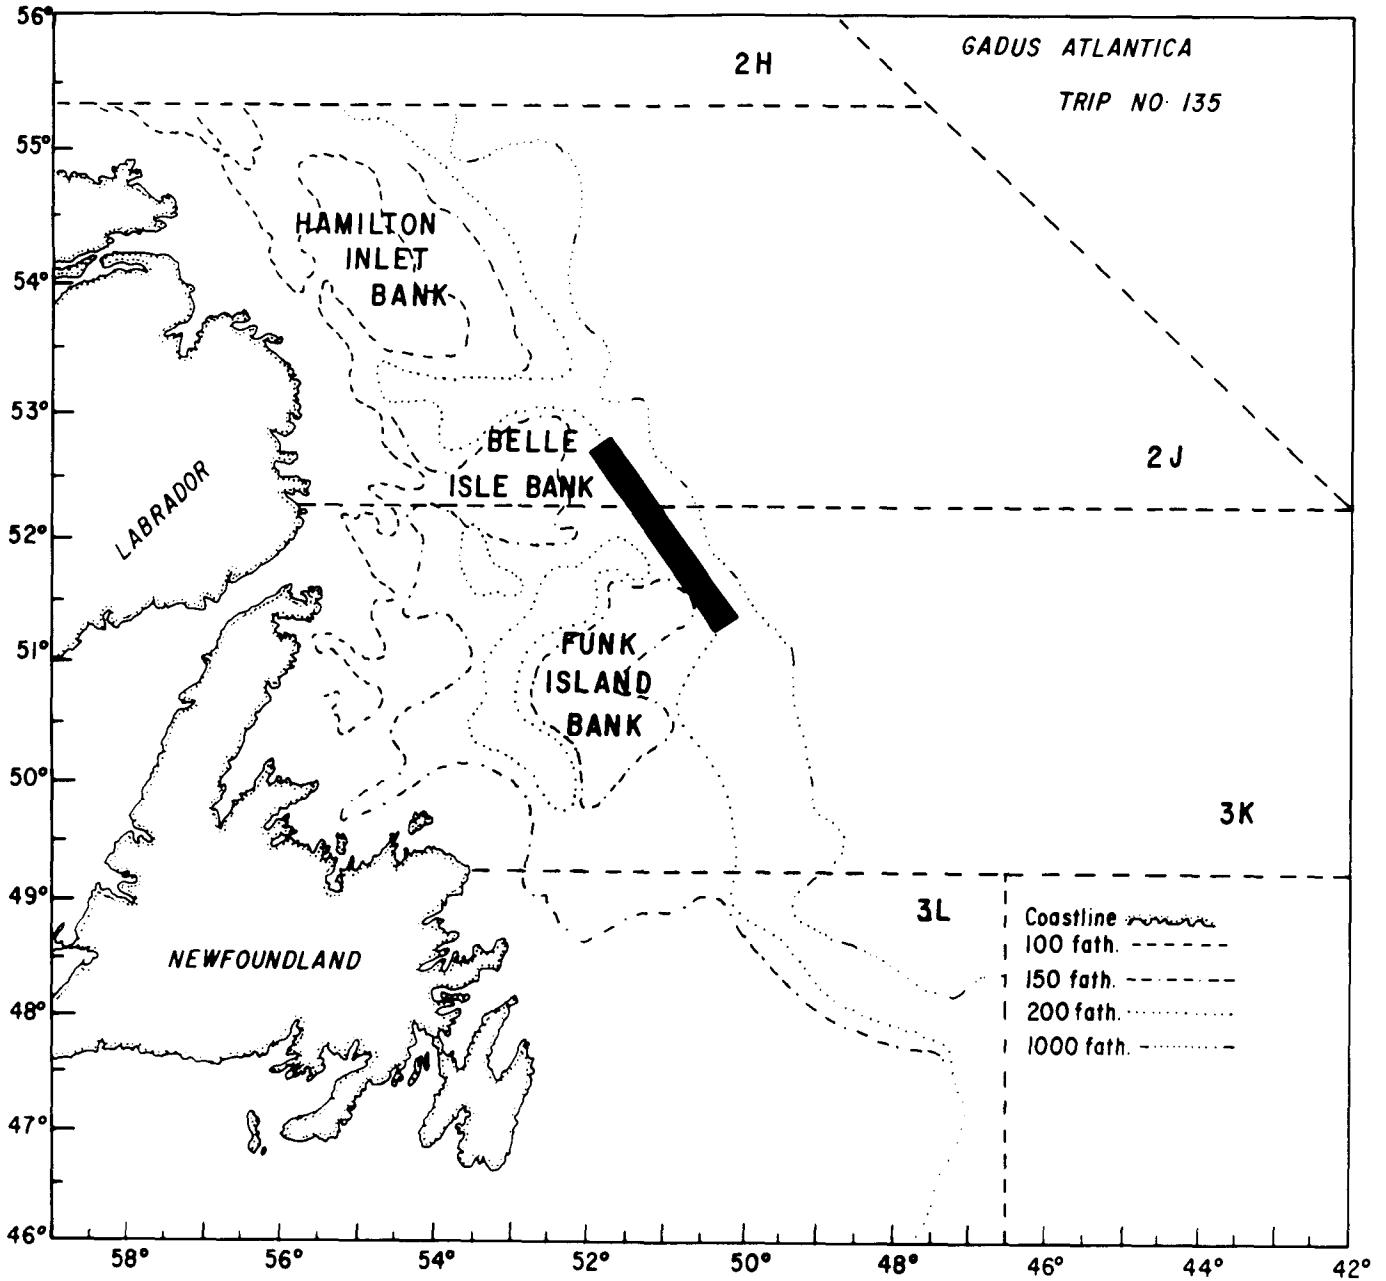 56°
GADUS ATLANTICA
2H
TRIP NO· 135
55°
HAMILTON
INLET
54°
BANK
53°
BELLE
2J
ISLE BANK
LABRADOR
52°
51°
FUNK
ISLAND
BANK
50°
3K
49°
3L
Coastline
100 fath.
NEWFOUNDLAND
150 fath.
48°
200 fath.
1000 fath.
47°
46°
58° 56° 54° 52° 50° 48° 46° 44° 42°